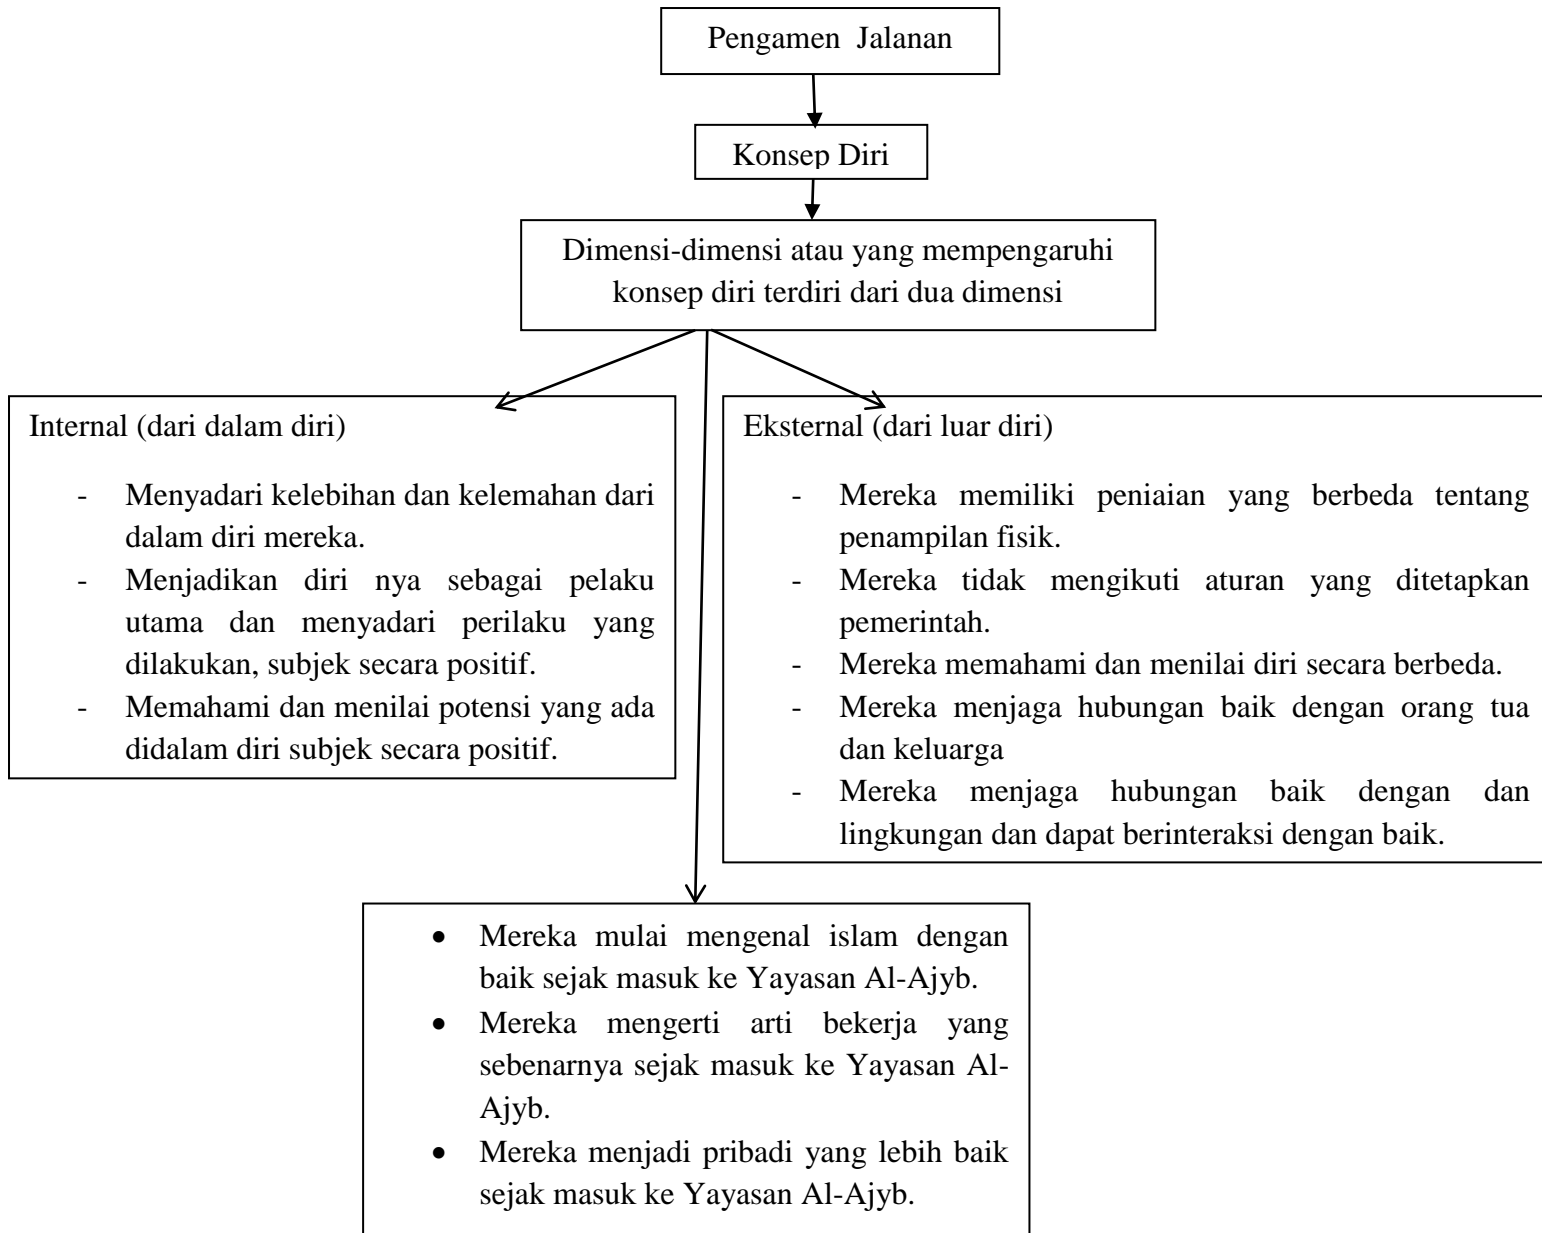 Pengamen Jalanan
Konsep Diri
Dimensi-dimensi atau yang mempengaruhi
konsep diri terdiri dari dua dimensi
Internal (dari dalam diri)
- Menyadari kelebihan dan kelemahan dari
dalam diri mereka.
- Menjadikan diri nya sebagai pelaku
utama dan menyadari perilaku yang
dilakukan, subjek secara positif.
- Memahami dan menilai potensi yang ada
didalam diri subjek secara positif.
Eksternal (dari luar diri)
- Mereka memiliki peniaian yang berbeda tentang
penampilan fisik.
- Mereka tidak mengikuti aturan yang ditetapkan
pemerintah.
- Mereka memahami dan menilai diri secara berbeda.
- Mereka menjaga hubungan baik dengan orang tua
dan keluarga
- Mereka menjaga hubungan baik dengan dan
lingkungan dan dapat berinteraksi dengan baik.
• Mereka mulai mengenal islam dengan
baik sejak masuk ke Yayasan Al-Ajyb.
• Mereka mengerti arti bekerja yang
sebenarnya sejak masuk ke Yayasan Al-
Ajyb.
• Mereka menjadi pribadi yang lebih baik
sejak masuk ke Yayasan Al-Ajyb.